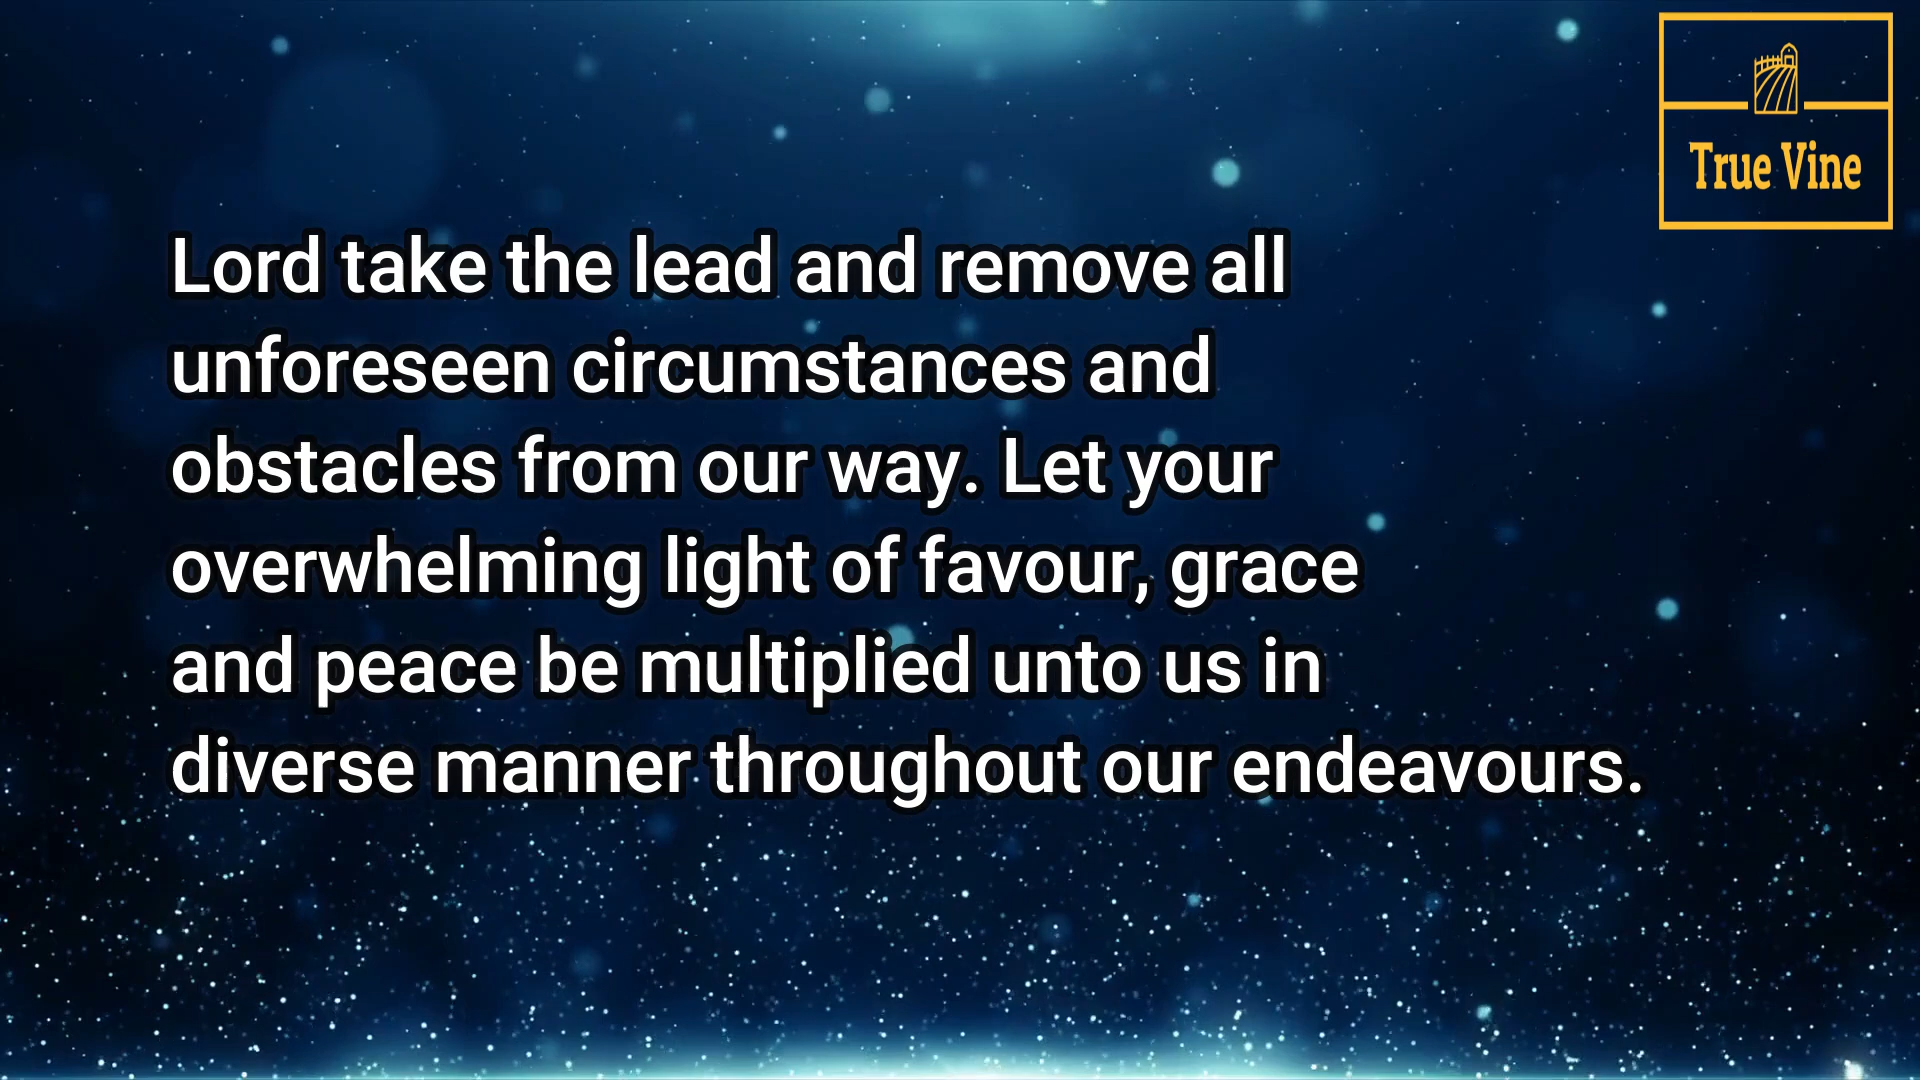 True Vine
Lord take the lead and remove all
unforeseen circumstances and
obstacles from our way. Let your
overwhelming light of favour, grace
and peace be multiplied unto us in
diverse manner throughout our endeavours.